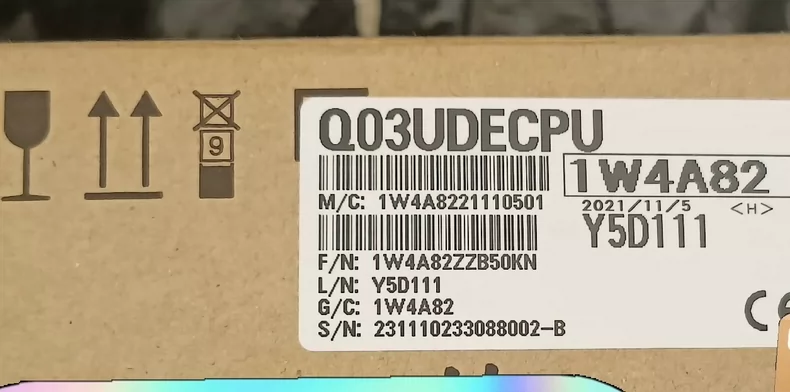 Q03UDECPU
1W4A82
M/C: 1W4A8221110501
2021/11/5 <H>
Y5D111
F/N: 1W4A82ZZB50KN
L/N: Y5D111
G/C: 1W4A82
S/N: 231110233088002-B
CE
9